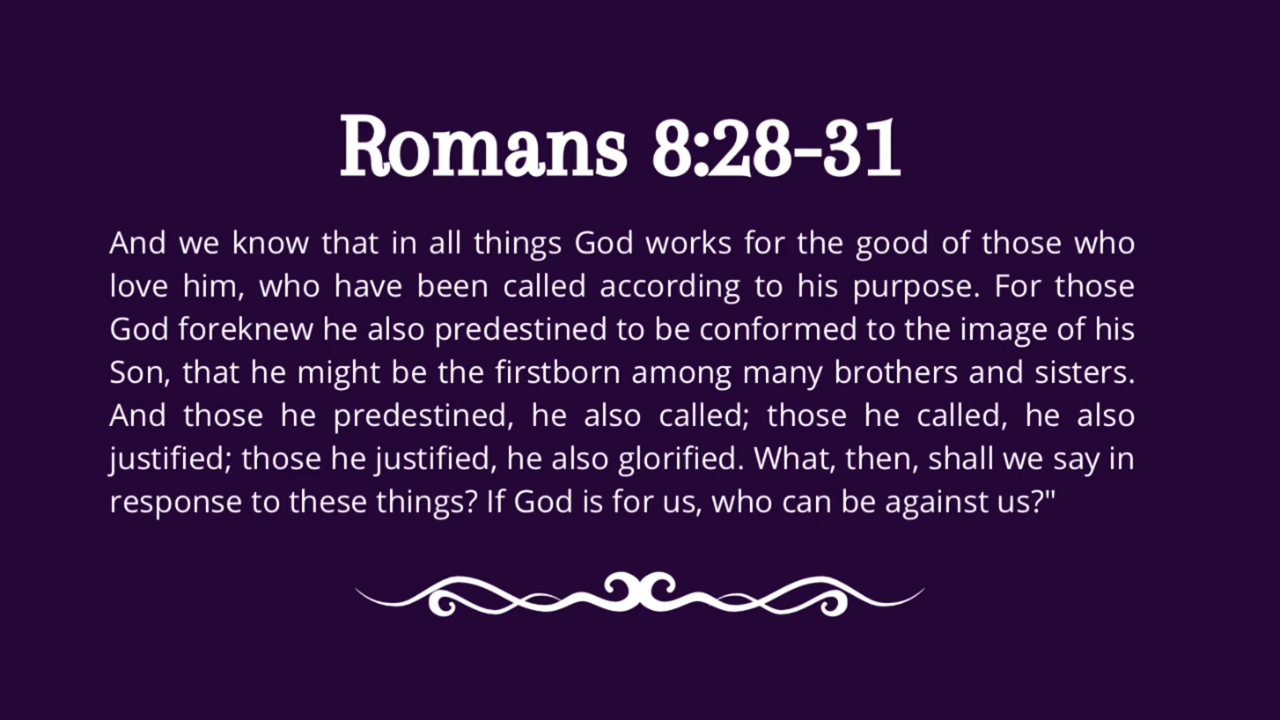 Romans 8:28-31
And we know that in all things God works for the good of those who
love him, who have been called according to his purpose. For those
God foreknew he also predestined to be conformed to the image of his
Son, that he might be the firstborn among many brothers and sisters.
And those he predestined, he also called; those he called, he also
justified; those he justified, he also glorified. What, then, shall we say in
response to these things? If God is for us, who can be against us?"